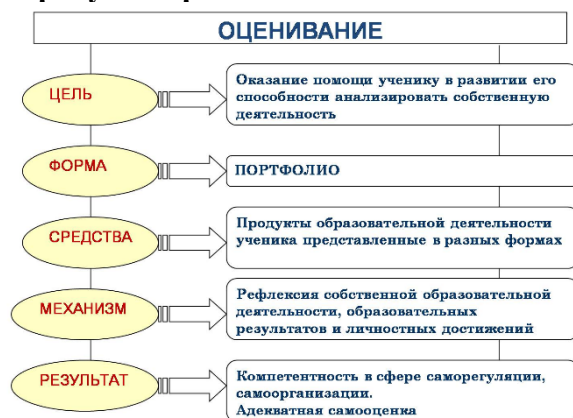 ОЦЕНИВАНИЕ
ЦЕЛЬ
Оказание помощи ученику в развитии его
способности анализировать собственную
деятельность
ФОРМА
ПОРТФОЛИО
СРЕДСТВА
Продукты образовательной деятельности
ученика представленные в разных формах
МЕХАНИЗМ
Рефлексия собственной образовательной
деятельности, образовательных
результатов и личностных достижений
РЕЗУЛЬТАТ
Компетентность в сфере саморегуляции,
самоорганизации.
Адекватная самооценка